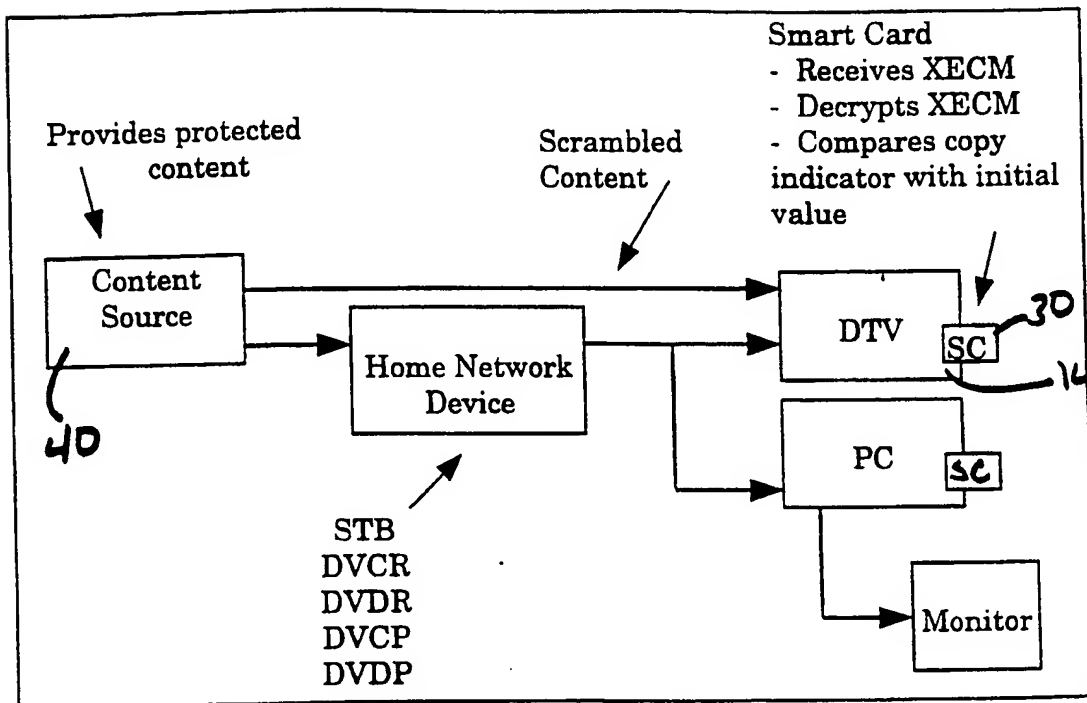 Smart Card
- Receives XECM
- Decrypts XECM
- Compares copy
indicator with initial
value
Provides protected
content
Scrambled
Content
Content
Source
40
Home Network
Device
DTV
SC
30
14
PC
SC
STB
DVCR
DVDR
DVCP
DVDP
Monitor